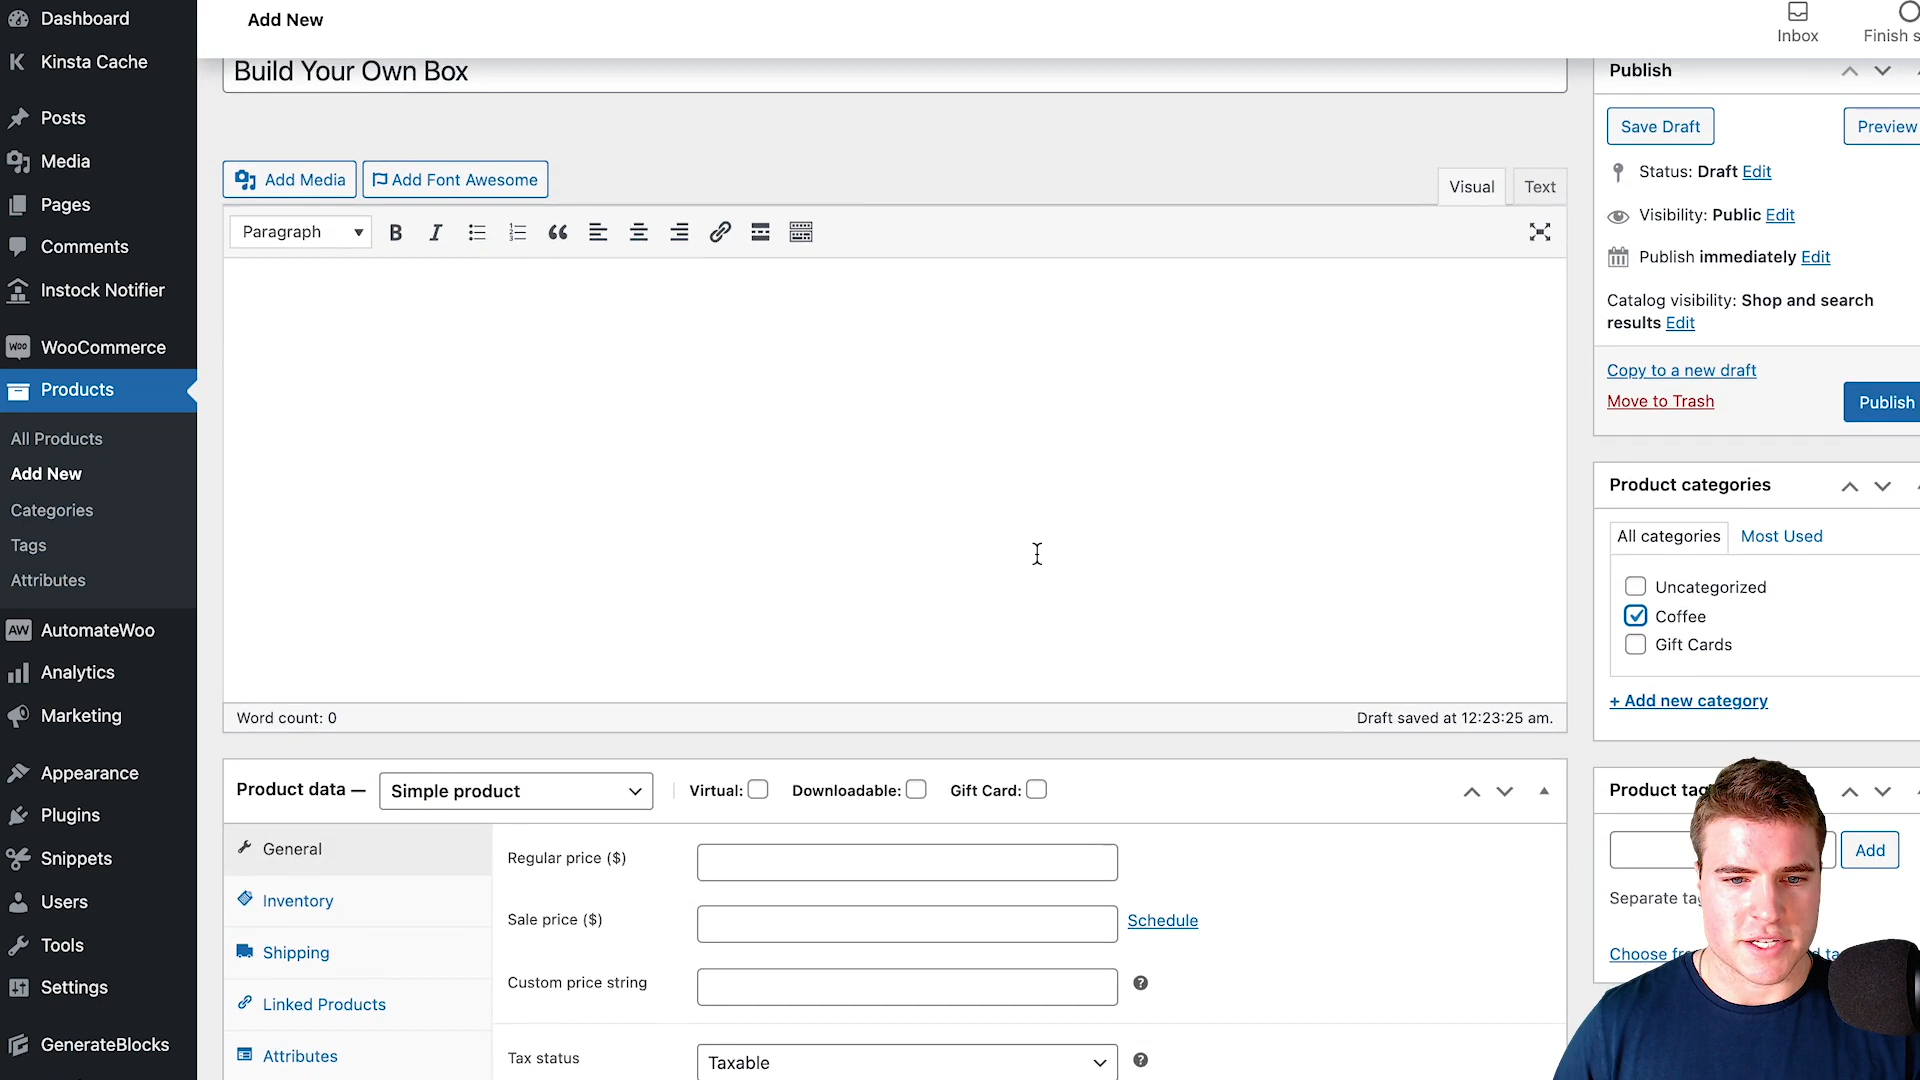 Dashboard
Kinsta Cache
Posts
Media
Pages
Comments
Instock Notifier
WooCommerce
Products
All Products
Add New
Categories
Tags
Attributes
AutomateWoo
Analytics
Marketing
Appearance
Plugins
Snippets
Users
Tools
Settings
GenerateBlocks
Add New
Inbox
Finish s
Build Your Own Box
Add Media
Add Font Awesome
Visual
Text
Paragraph
Word count: 0
Draft saved at 12:23:25 am.
Product data —
Simple product
Virtual:
Downloadable:
Gift Card:
General
Inventory
Shipping
Linked Products
Attributes
Regular price ($)
Sale price ($)
Schedule
Custom price string
Tax status
Taxable
Publish
Save Draft
Preview
Status: Draft Edit
Visibility: Public Edit
Publish immediately Edit
Catalog visibility: Shop and search
results Edit
Copy to a new draft
Move to Trash
Publish
Product categories
All categories
Most Used
Uncategorized
Coffee
Gift Cards
+ Add new category
Product tag
Add
Separate tag
Choose fr